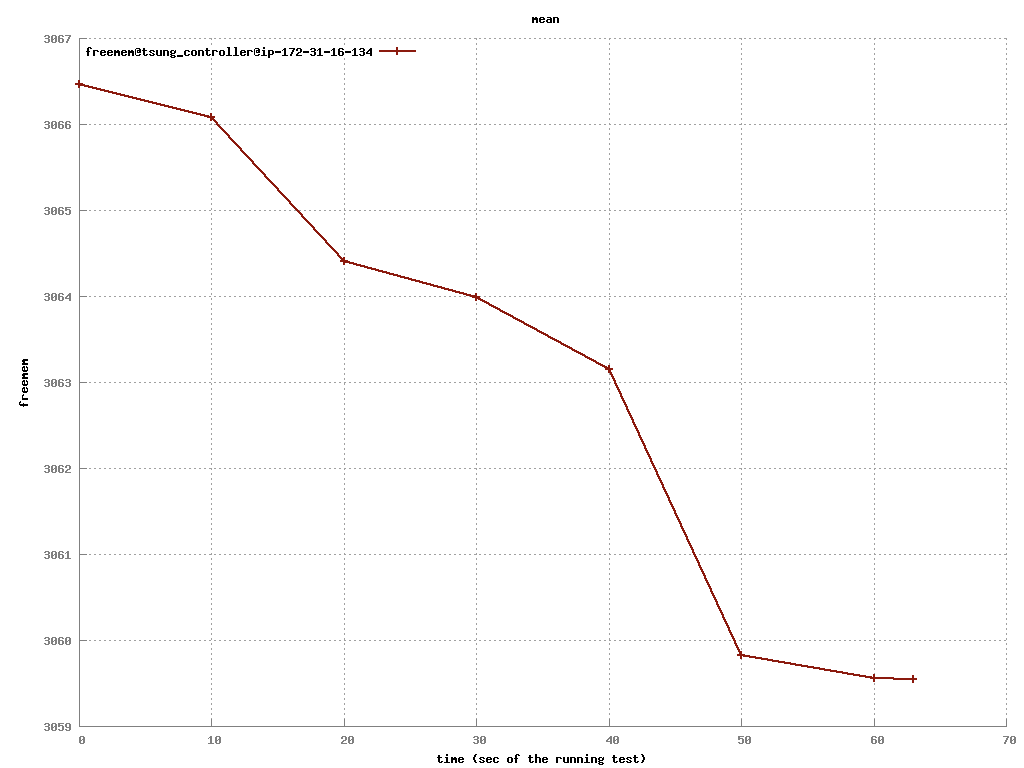 mean
3067
freemem@tsung_controller@ip-172-31-16-134
3066
3065
3064
3063
3062
3061
3060
3059
freemem
0 10 20 30 40 50 60 70
time (sec of the running test)